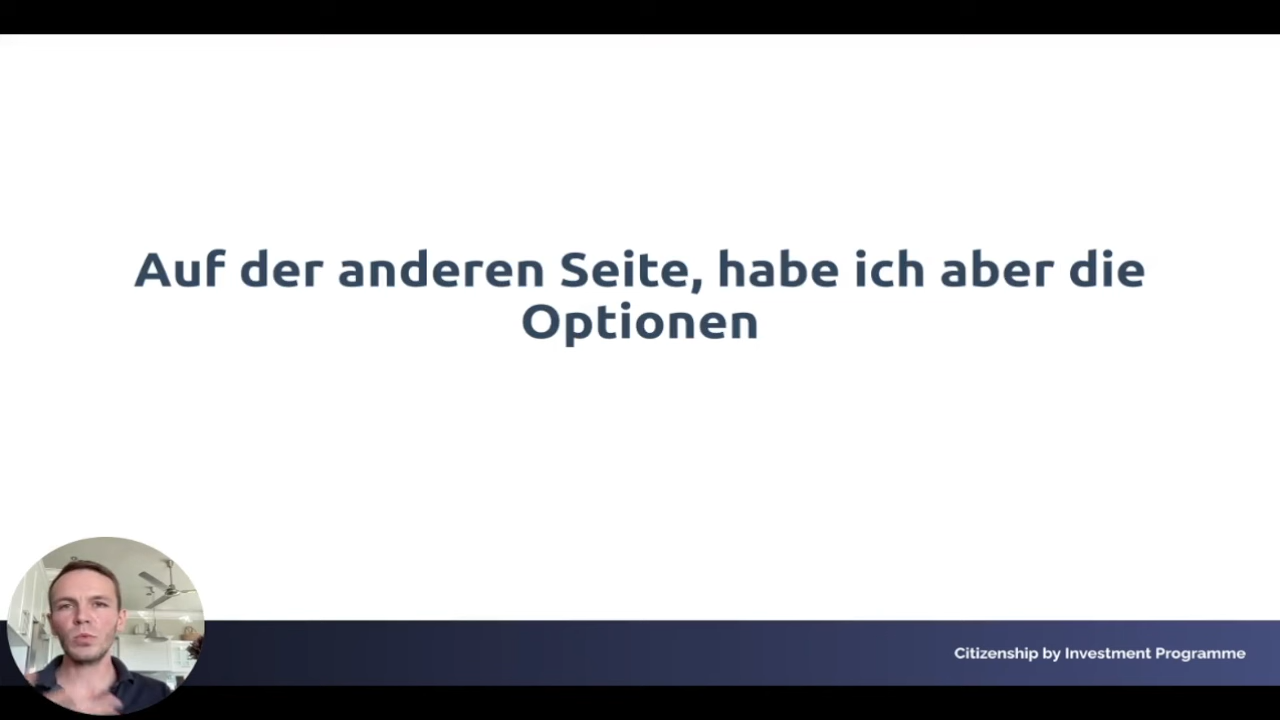 Auf der anderen Seite, habe ich aber die
Optionen
Citizenship by Investment Programme